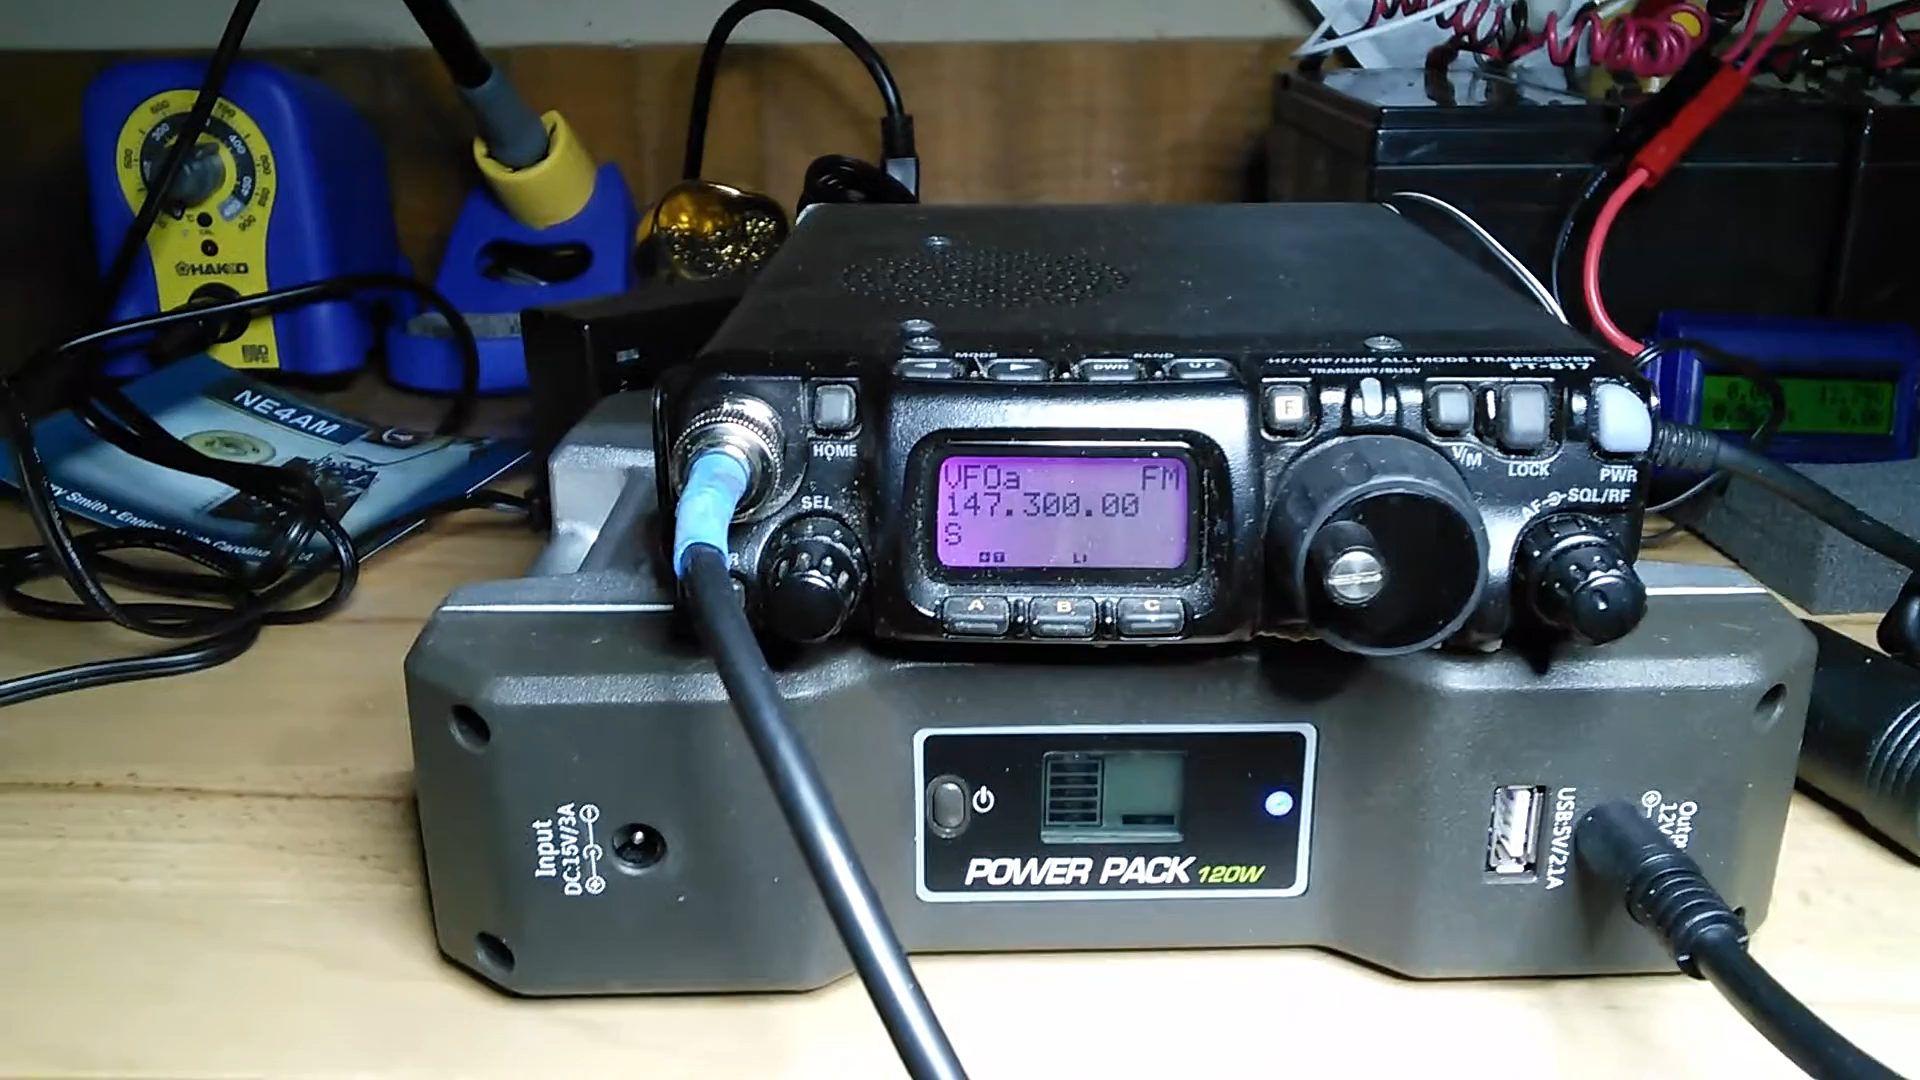 HAKKO
NE4AM
MODE
BAND
DWN
UP
HF/VHF/UHF ALL MODE TRANSCEIVER
FT-817
TRANSMIT/BUSY
F
HOME
V/M
LOCK
PWR
SEL
AF
SQL/RF
VFOa FM
147.300.00
S
A B C
Input
DC:15V/3A
POWER PACK 120W
USB:5V/2.1A
12V